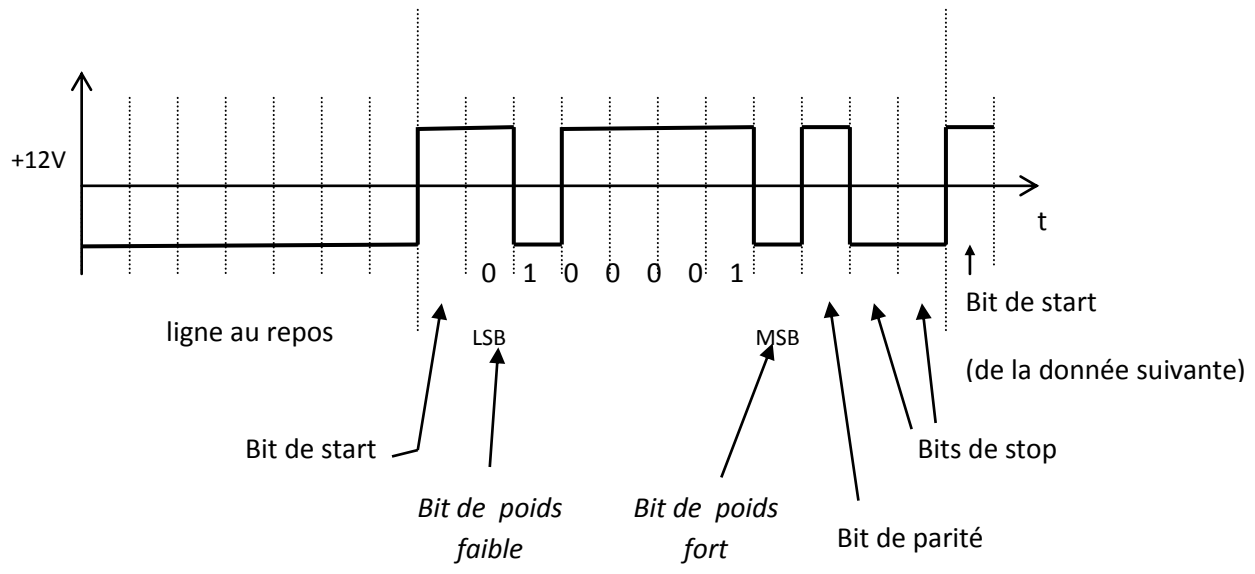 +12V
t
0 1 0 0 0 0 1
Bit de start
ligne au repos
LSB
MSB
(de la donnée suivante)
Bit de start
Bits de stop
Bit de poids
faible
Bit de poids
fort
Bit de parité